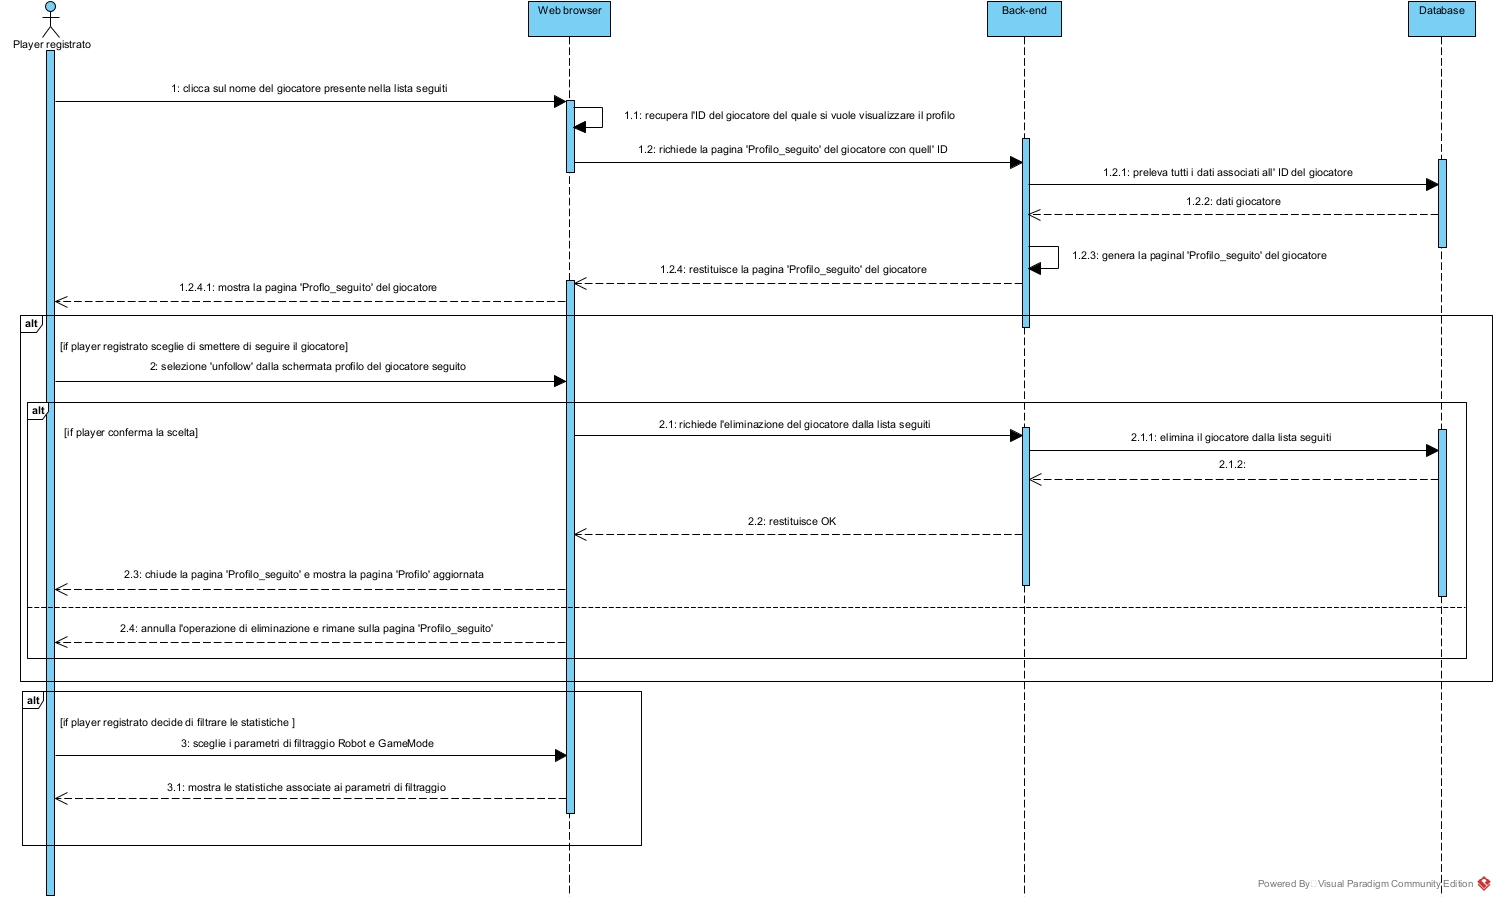 Player registrato
Web browser
Back-end
Database
1: clicca sul nome del giocatore presente nella lista seguiti
1.1: recupera l'ID del giocatore del quale si vuole visualizzare il profilo
1.2: richiede la pagina 'Profilo_seguito' del giocatore con quell' ID
1.2.1: preleva tutti i dati associati all' ID del giocatore
1.2.2: dati giocatore
1.2.3: genera la paginal 'Profilo_seguito' del giocatore
1.2.4: restituisce la pagina 'Profilo_seguito' del giocatore
1.2.4.1: mostra la pagina 'Proflo_seguito' del giocatore
alt
[if player registrato sceglie di smettere di seguire il giocatore]
2: selezione 'unfollow' dalla schermata profilo del giocatore seguito
alt
[if player conferma la scelta]
2.1: richiede l'eliminazione del giocatore dalla lista seguiti
2.1.1: elimina il giocatore dalla lista seguiti
2.1.2:
2.2: restituisce OK
2.3: chiude la pagina 'Profilo_seguito' e mostra la pagina 'Profilo' aggiornata
2.4: annulla l'operazione di eliminazione e rimane sulla pagina 'Profilo_seguito'
alt
[if player registrato decide di filtrare le statistiche ]
3: sceglie i parametri di filtraggio Robot e GameMode
3.1: mostra le statistiche associate ai parametri di filtraggio
Powered By Visual Paradigm Community Edition